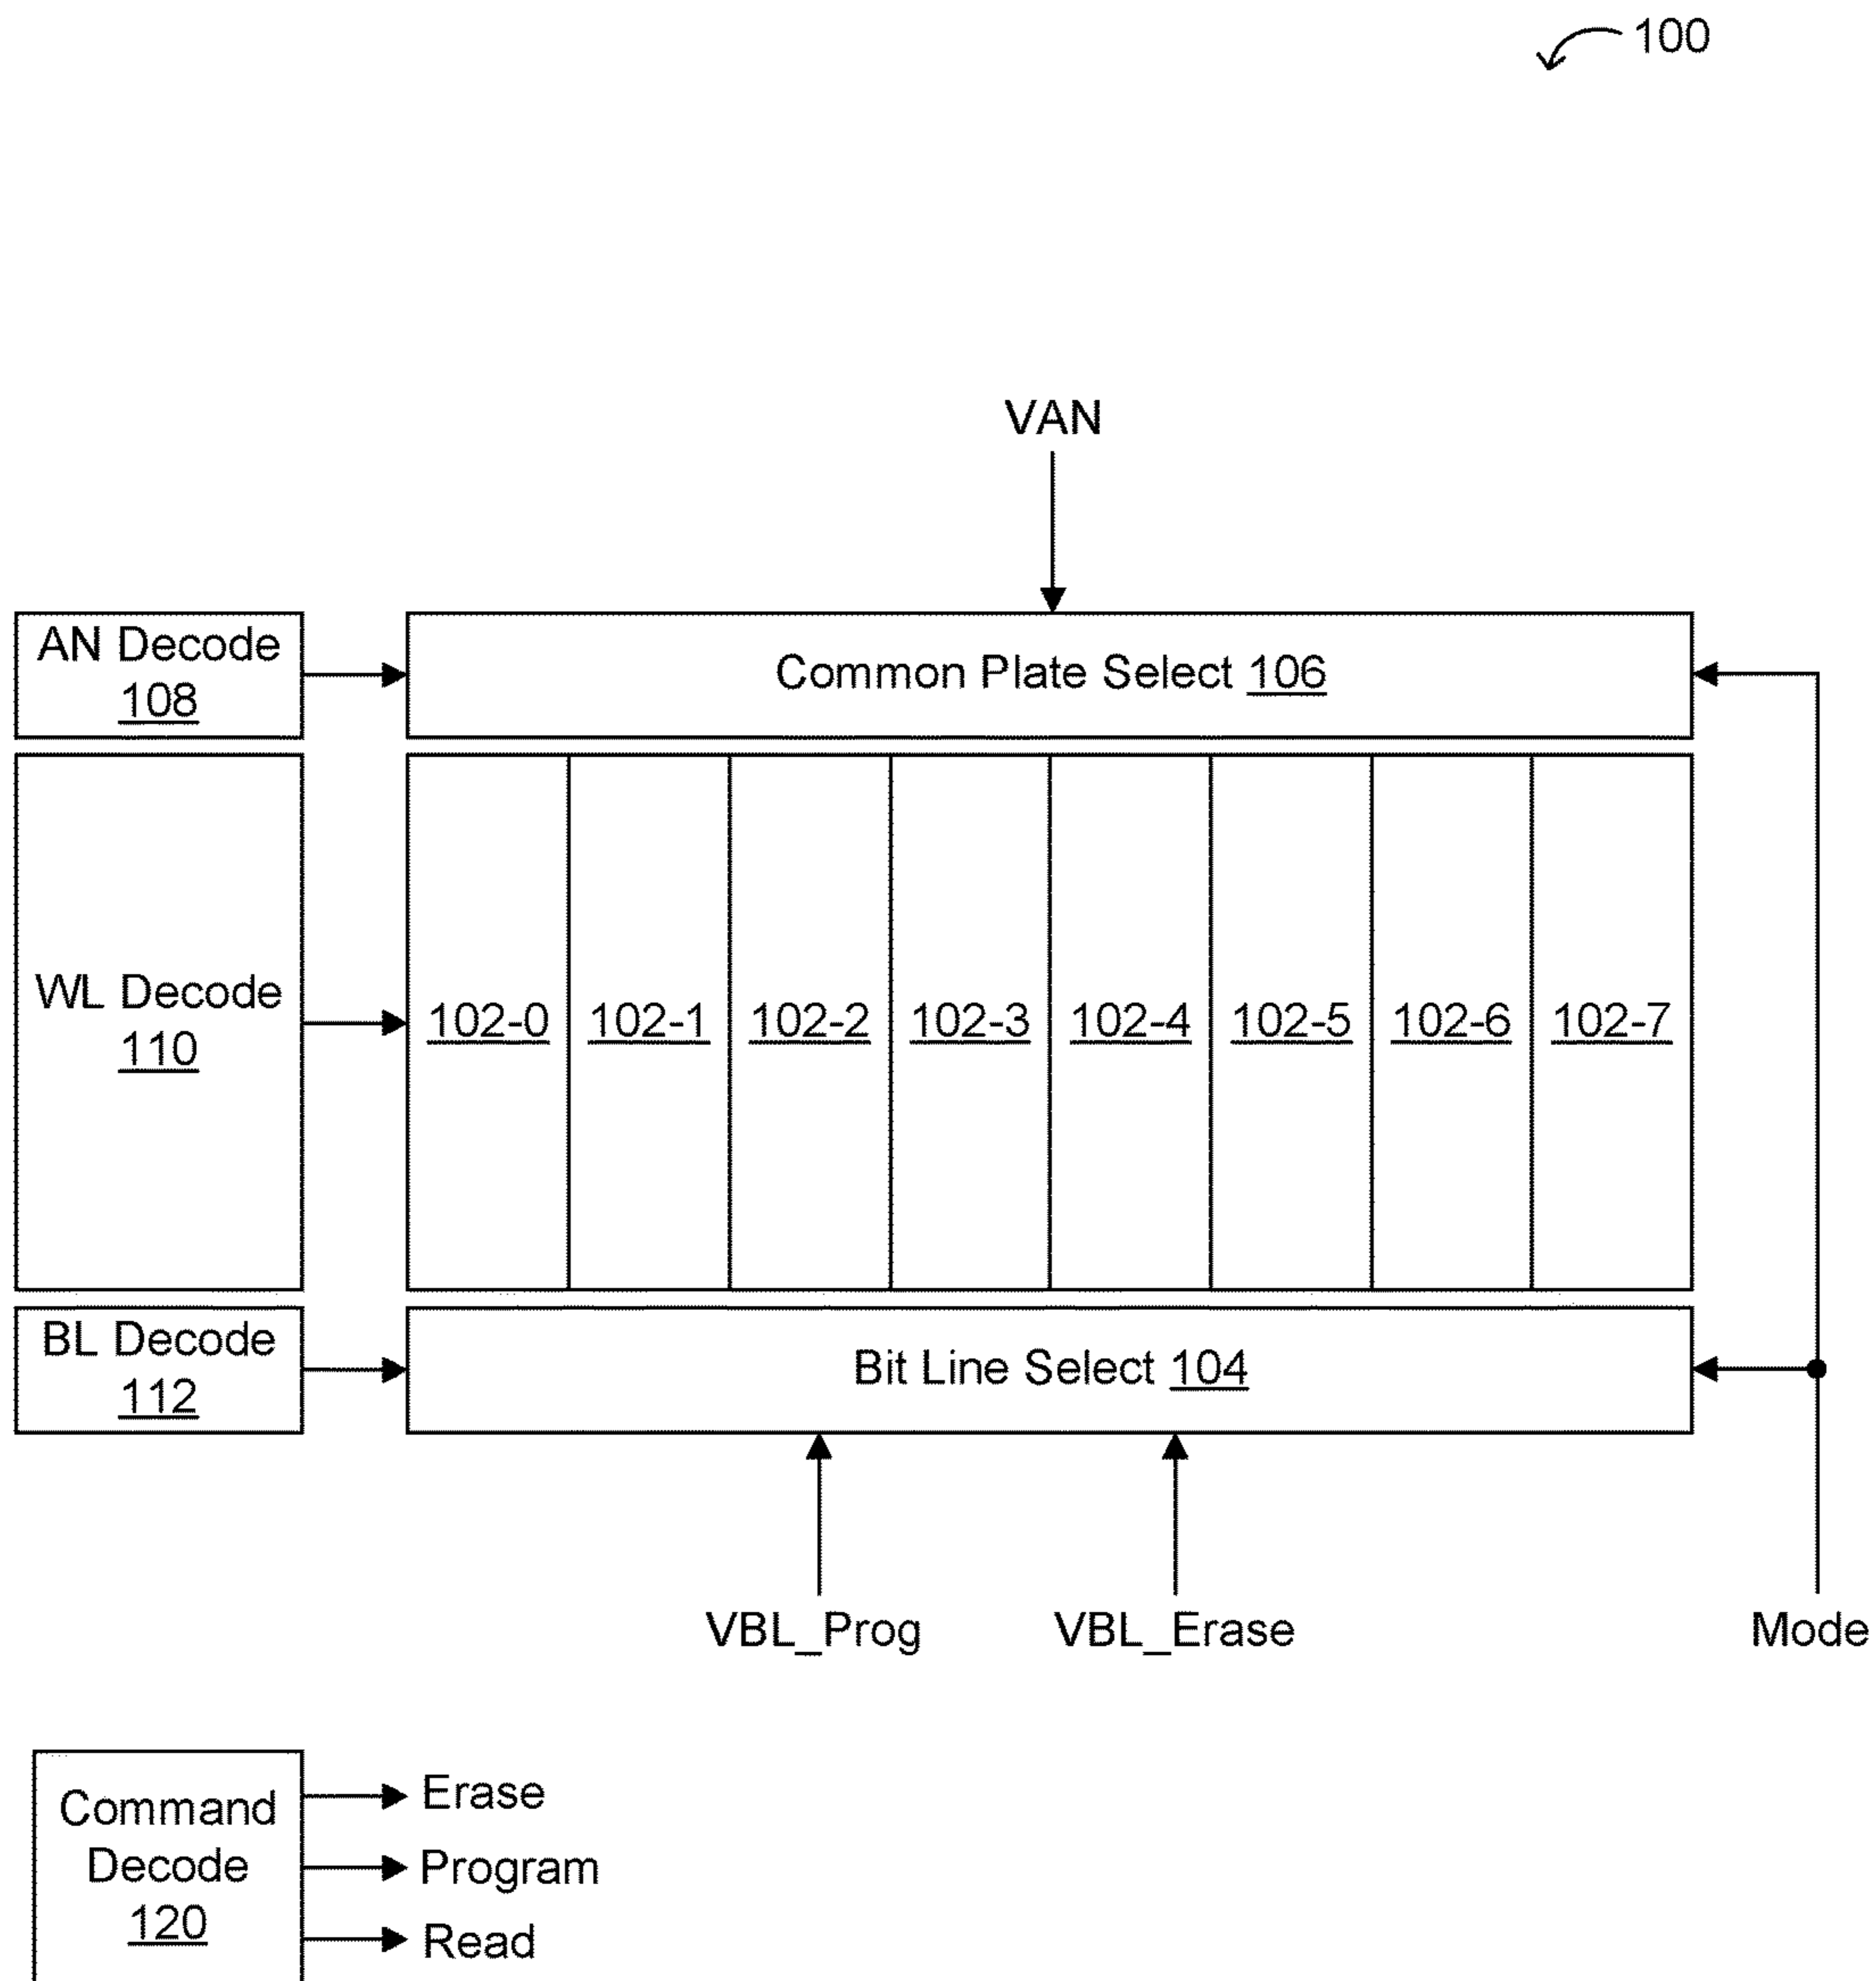 100
VAN
AN Decode
108
Common Plate Select 106
WL Decode
110
102-0 102-1 102-2 102-3 102-4 102-5 102-6 102-7
BL Decode
112
Bit Line Select 104
VBL_Prog VBL_Erase Mode
Command
Decode
120
Erase
Program
Read